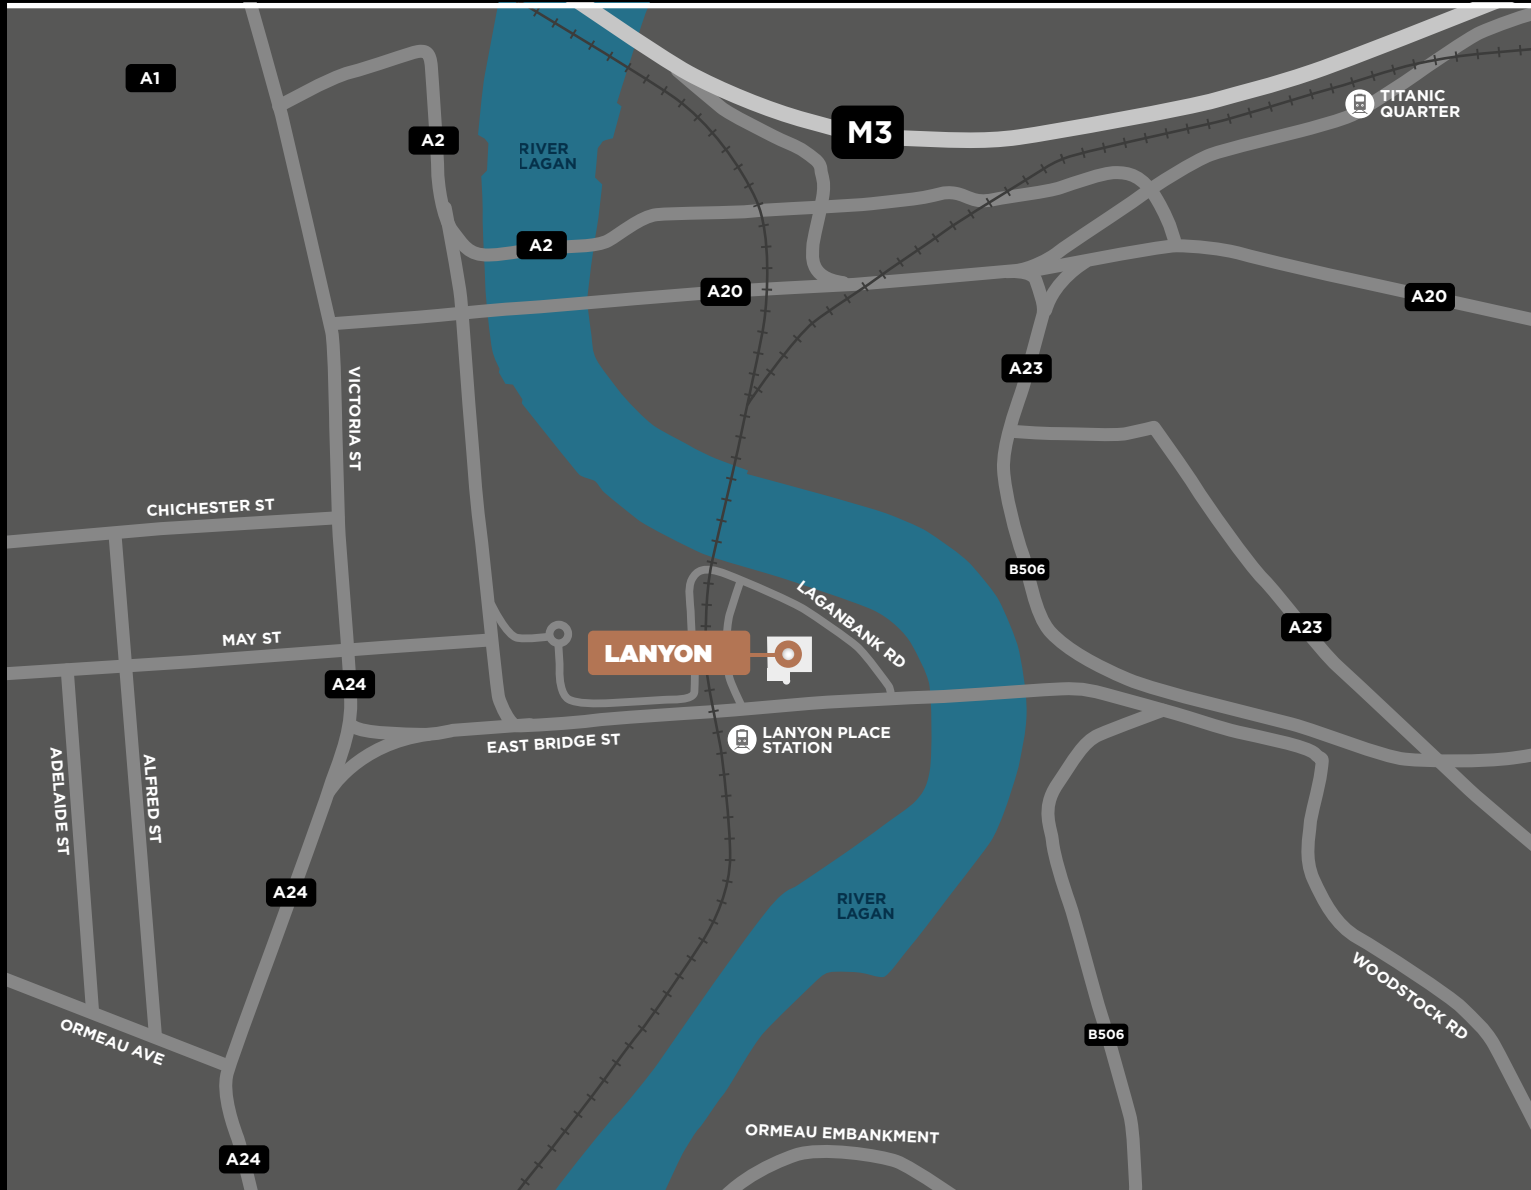 A1
TITANIC
QUARTER
M3
A2
RIVER
LAGAN
A2
A20
A20
VICTORIA ST
A23
CHICHESTER ST
B506
LAGANBANK RD
MAY ST
LANYON
A23
A24
EAST BRIDGE ST
LANYON PLACE
STATION
ADELAIDE ST
ALFRED ST
A24
RIVER
LAGAN
WOODSTOCK RD
ORMEAU AVE
B506
ORMEAU EMBANKMENT
A24